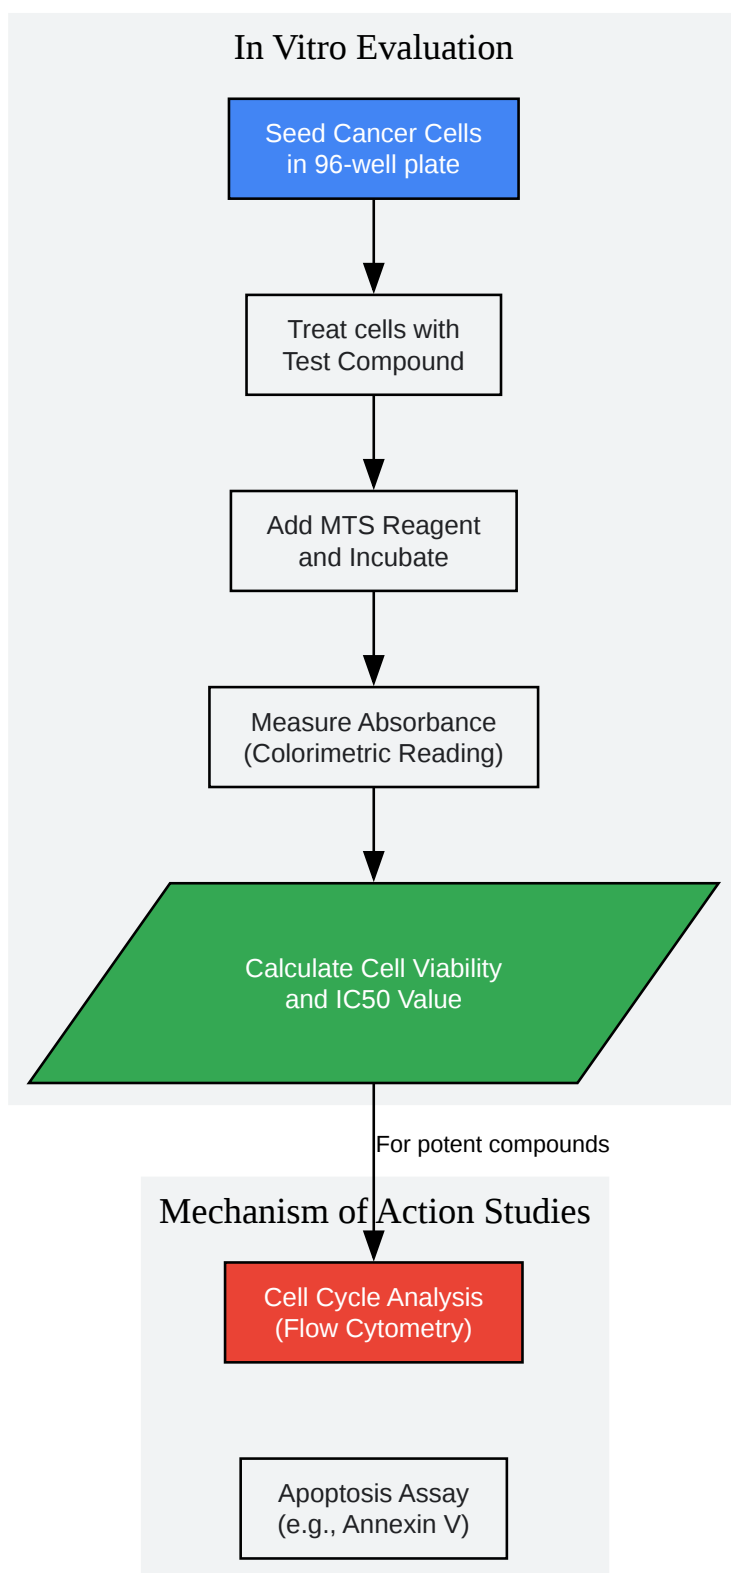 In Vitro Evaluation
Seed Cancer Cells
in 96-well plate
Treat cells with
Test Compound
Add MTS Reagent
and Incubate
Measure Absorbance
(Colorimetric Reading)
Calculate Cell Viability
and IC50 Value
For potent compounds
Mechanism of Action Studies
Cell Cycle Analysis
(Flow Cytometry)
Apoptosis Assay
(e.g., Annexin V)